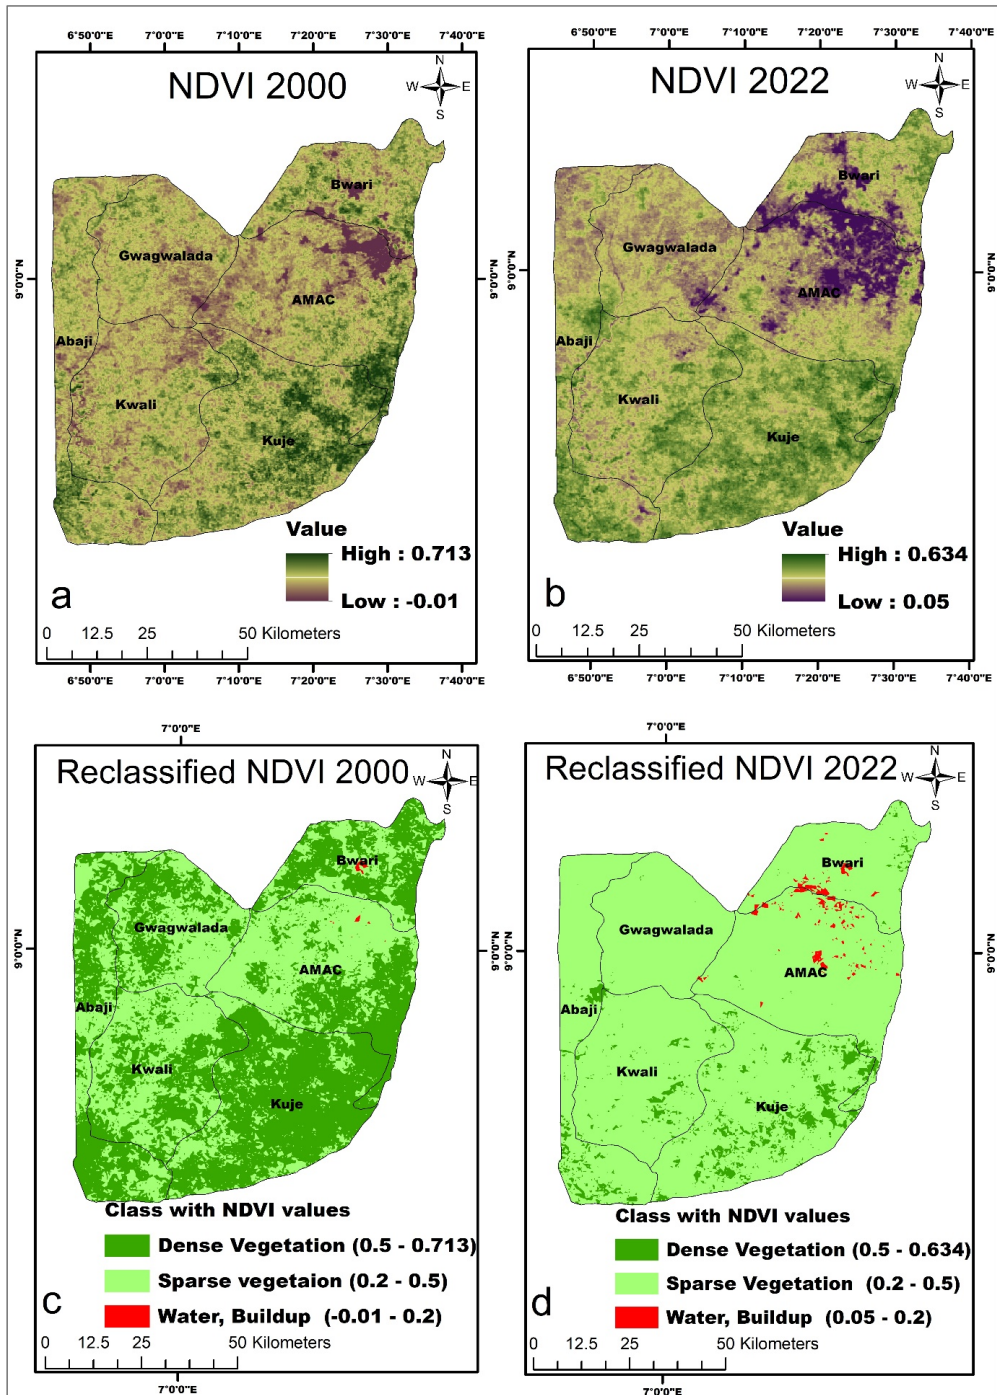 6°50'0"E 7°0'0"E 7°10'0"E 7°20'0"E 7°30'0"E 7°40'0"E
NDVI 2000
N
W E
S
Bwari
Gwagwalada
AMAC
Abaji
Kwali
Kuje
9°0'0"N
Value
High : 0.713
Low : -0.01
a
0 12.5 25 50 Kilometers
6°50'0"E 7°0'0"E 7°10'0"E 7°20'0"E 7°30'0"E 7°40'0"E
6°50'0"E 7°0'0"E 7°10'0"E 7°20'0"E 7°30'0"E 7°40'0"E
NDVI 2022
N
W E
S
Bwari
Gwagwalada
AMAC
Abaji
Kwali
Kuje
9°0'0"N
9°0'0"N
Value
High : 0.634
Low : 0.05
b
0 12.5 25 50 Kilometers
6°50'0"E 7°0'0"E 7°10'0"E 7°20'0"E 7°30'0"E 7°40'0"E
7°0'0"E
Reclassified NDVI 2000
N
W E
S
Bwari
Gwagwalada
AMAC
Abaji
Kwali
Kuje
9°0'0"N
Class with NDVI values
Dense Vegetation (0.5 - 0.713)
Sparse vegetaion (0.2 - 0.5)
Water, Buildup (-0.01 - 0.2)
c
0 12.5 25 50 Kilometers
7°0'0"E
7°0'0"E
Reclassified NDVI 2022
N
W E
S
Bwari
Gwagwalada
AMAC
Abaji
Kwali
Kuje
9°0'0"N
9°0'0"N
Class with NDVI values
Dense Vegetation (0.5 - 0.634)
Sparse Vegetation (0.2 - 0.5)
Water, Buildup (0.05 - 0.2)
d
0 12.5 25 50 Kilometers
7°0'0"E